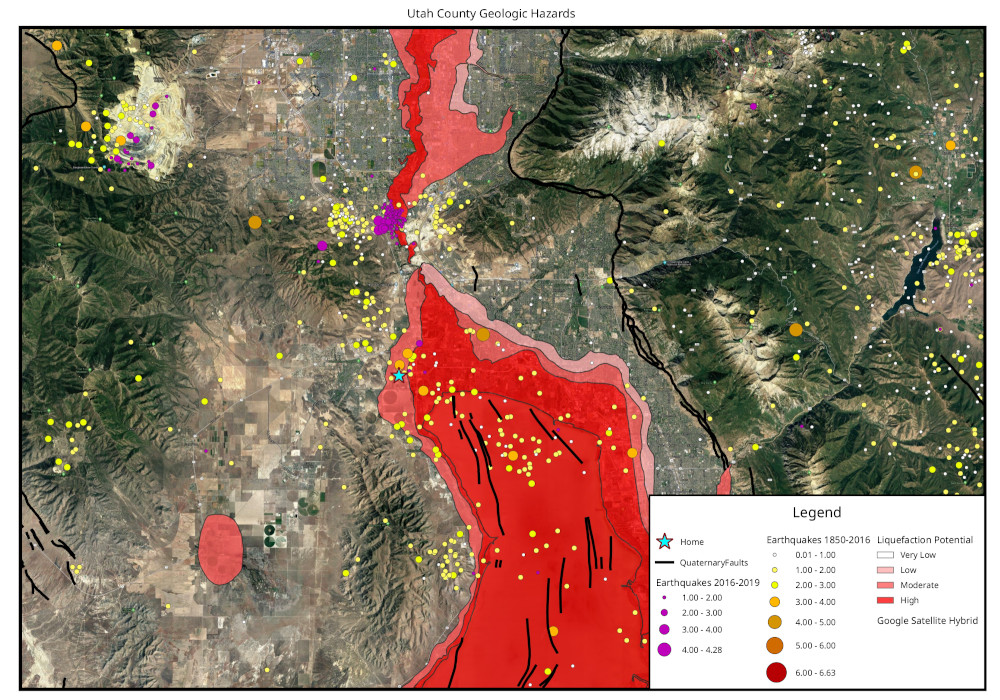 Utah County Geologic Hazards
Legend
Home
QuaternaryFaults
Earthquakes 2016-2019
1.00 - 2.00
2.00 - 3.00
3.00 - 4.00
4.00 - 4.28
Earthquakes 1850-2016
0.01 - 1.00
1.00 - 2.00
2.00 - 3.00
3.00 - 4.00
4.00 - 5.00
5.00 - 6.00
6.00 - 6.63
Liquefaction Potential
Very Low
Low
Moderate
High
Google Satellite Hybrid